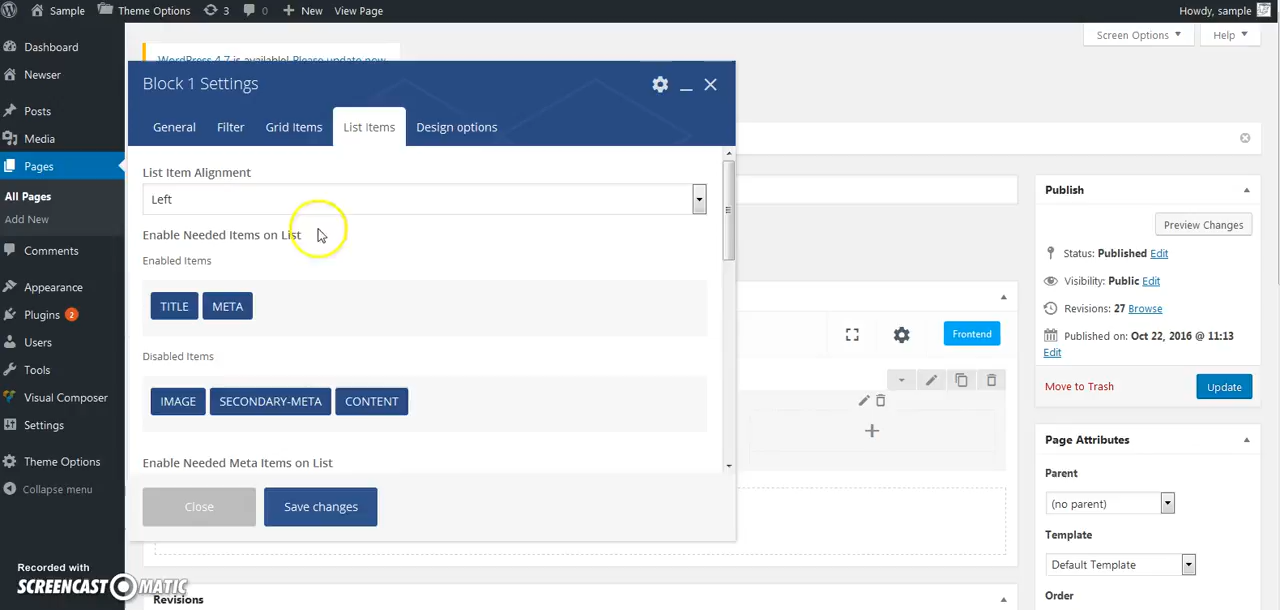 Sample Theme Options 3 0 New View Page Howdy, sample
Screen Options Help
WordPress 4.7 is available! Please update now.
Dashboard
Newser
Posts
Media
Pages
All Pages
Add New
Comments
Appearance
Plugins 2
Users
Tools
Visual Composer
Settings
Theme Options
Collapse menu
Recorded with
SCREENCAST-O-MATIC
Block 1 Settings
General Filter Grid Items List Items Design options
List Item Alignment
Left
Enable Needed Items on List
Enabled Items
TITLE META
Disabled Items
IMAGE SECONDARY-META CONTENT
Enable Needed Meta Items on List
Close Save changes
Frontend
Revisions
Publish
Preview Changes
Status: Published Edit
Visibility: Public Edit
Revisions: 27 Browse
Published on: Oct 22, 2016 @ 11:13
Edit
Move to Trash Update
Page Attributes
Parent
(no parent)
Template
Default Template
Order